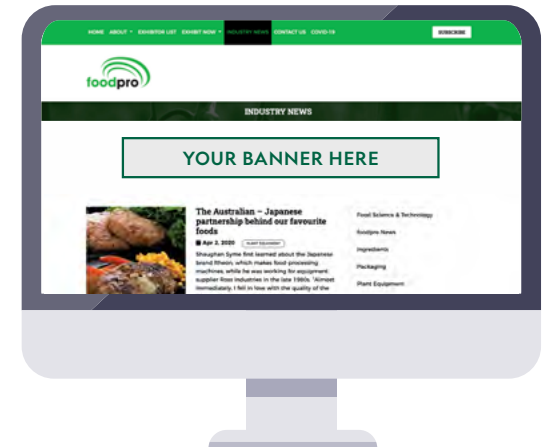 HOME ABOUT EXHIBITOR LIST EXHIBIT NOW INDUSTRY NEWS CONTACT US COVID-19 SUBSCRIBE
foodpro
INDUSTRY NEWS
YOUR BANNER HERE
The Australian – Japanese
partnership behind our favourite
foods
Apr 2, 2020 PLANT EQUIPMENT
Shaughan Syme first learned about the Japanese
brand Rheon, which makes food-processing
machines, while he was working for equipment
supplier Ross Industries in the late 1980s. "Almost
immediately, I fell in love with the quality of the
Food Science & Technology
foodpro News
Ingredients
Packaging
Plant Equipment